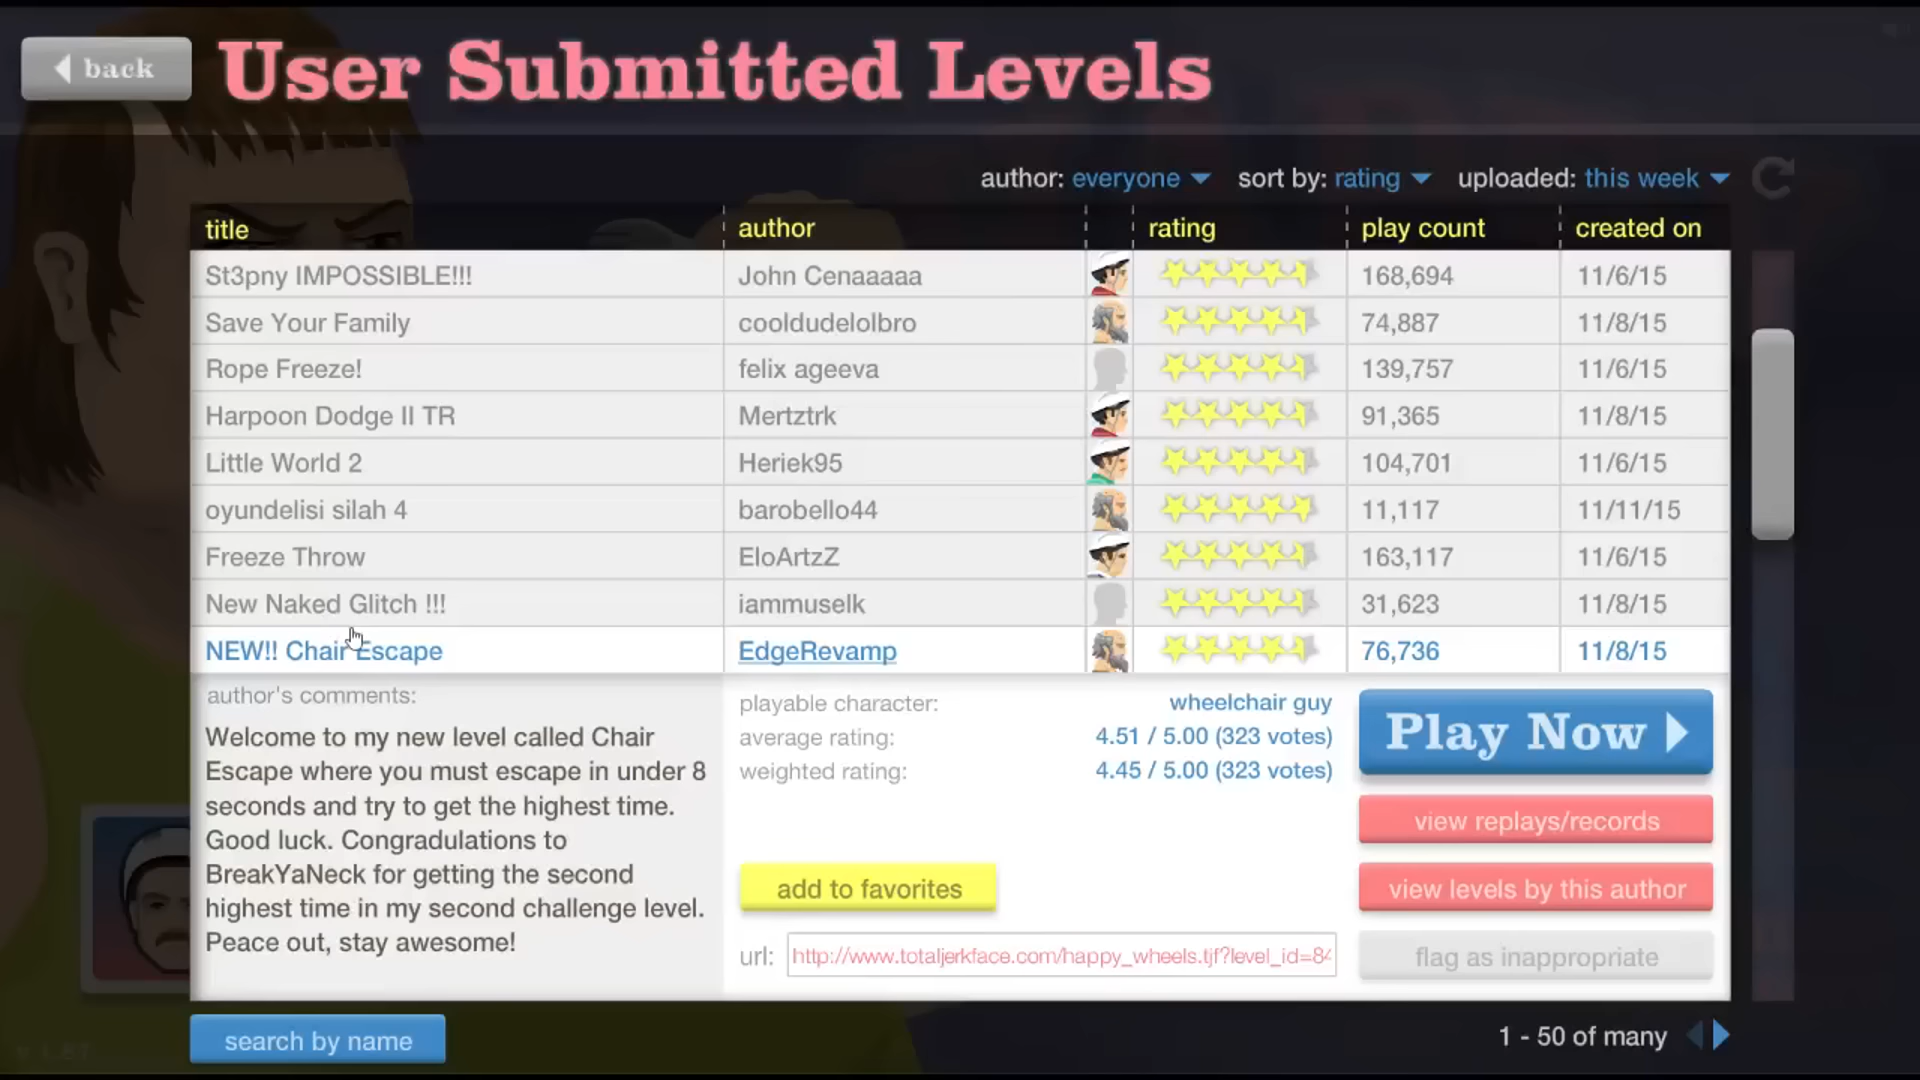 back
User Submitted Levels
author: everyone sort by: rating uploaded: this week
title author rating play count created on
St3pny IMPOSSIBLE!!! John Cenaaaaa 168,694 11/6/15
Save Your Family cooldudelolbro 74,887 11/8/15
Rope Freeze! felix ageeva 139,757 11/6/15
Harpoon Dodge II TR Mertztrk 91,365 11/8/15
Little World 2 Heriek95 104,701 11/6/15
oyundelisi silah 4 barobello44 11,117 11/11/15
Freeze Throw EloArtzZ 163,117 11/6/15
New Naked Glitch !!! iammuselk 31,623 11/8/15
NEW!! Chair Escape EdgeRevamp 76,736 11/8/15
author's comments:
Welcome to my new level called Chair
Escape where you must escape in under 8
seconds and try to get the highest time.
Good luck. Congradulations to
BreakYaNeck for getting the second
highest time in my second challenge level.
Peace out, stay awesome!
playable character: wheelchair guy
average rating: 4.51 / 5.00 (323 votes)
weighted rating: 4.45 / 5.00 (323 votes)
add to favorites
url: http://www.totaljerkface.com/happy_wheels.tjf?level_id=84
Play Now
view replays/records
view levels by this author
flag as inappropriate
search by name
1 - 50 of many